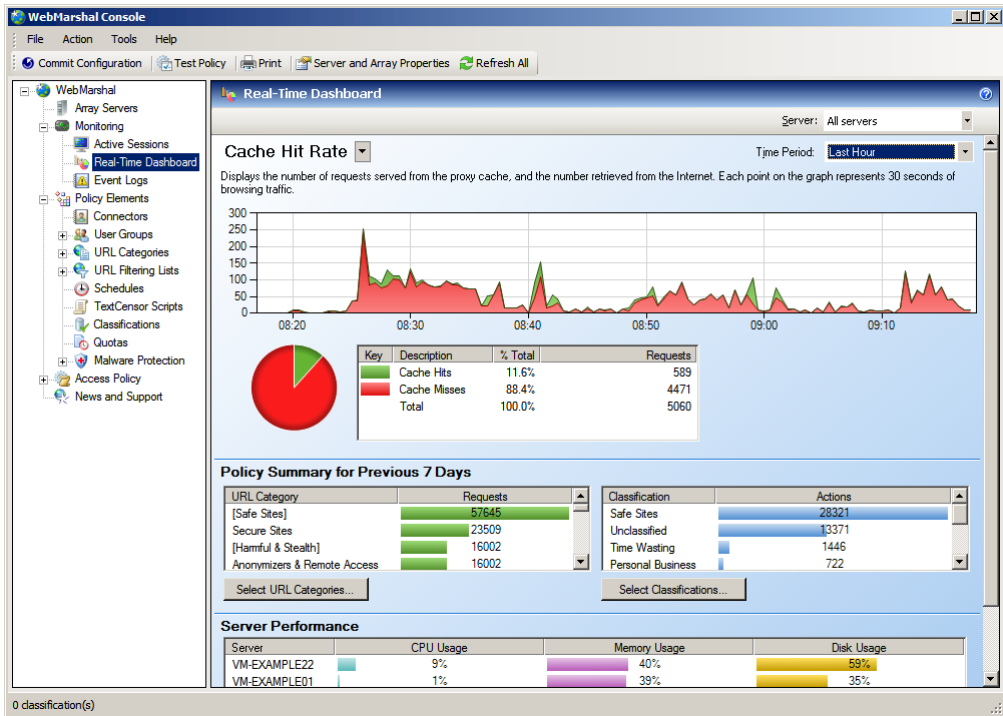 WebMarshal Console
File Action Tools Help
Commit Configuration Test Policy Print Server and Array Properties Refresh All
WebMarshal
Array Servers
Monitoring
Active Sessions
Real-Time Dashboard
Event Logs
Policy Elements
Connectors
User Groups
URL Categories
URL Filtering Lists
Schedules
TextCensor Scripts
Classifications
Quotas
Malware Protection
Access Policy
News and Support
Real-Time Dashboard
Server: All servers
Cache Hit Rate
Time Period: Last Hour
Displays the number of requests served from the proxy cache, and the number retrieved from the Internet. Each point on the graph represents 30 seconds of
browsing traffic.
300
250
200
150
100
50
0
08:20 08:30 08:40 08:50 09:00 09:10
Key Description % Total Requests
Cache Hits 11.6% 589
Cache Misses 88.4% 4471
Total 100.0% 5060
Policy Summary for Previous 7 Days
URL Category Requests
[Safe Sites] 57645
Secure Sites 23509
[Harmful & Stealth] 16002
Anonymizers & Remote Access 16002
Select URL Categories...
Classification Actions
Safe Sites 28321
Unclassified 13371
Time Wasting 1446
Personal Business 722
Select Classifications...
Server Performance
Server CPU Usage Memory Usage Disk Usage
VM-EXAMPLE22 9% 40% 59%
VM-EXAMPLE01 1% 39% 35%
0 classification(s)